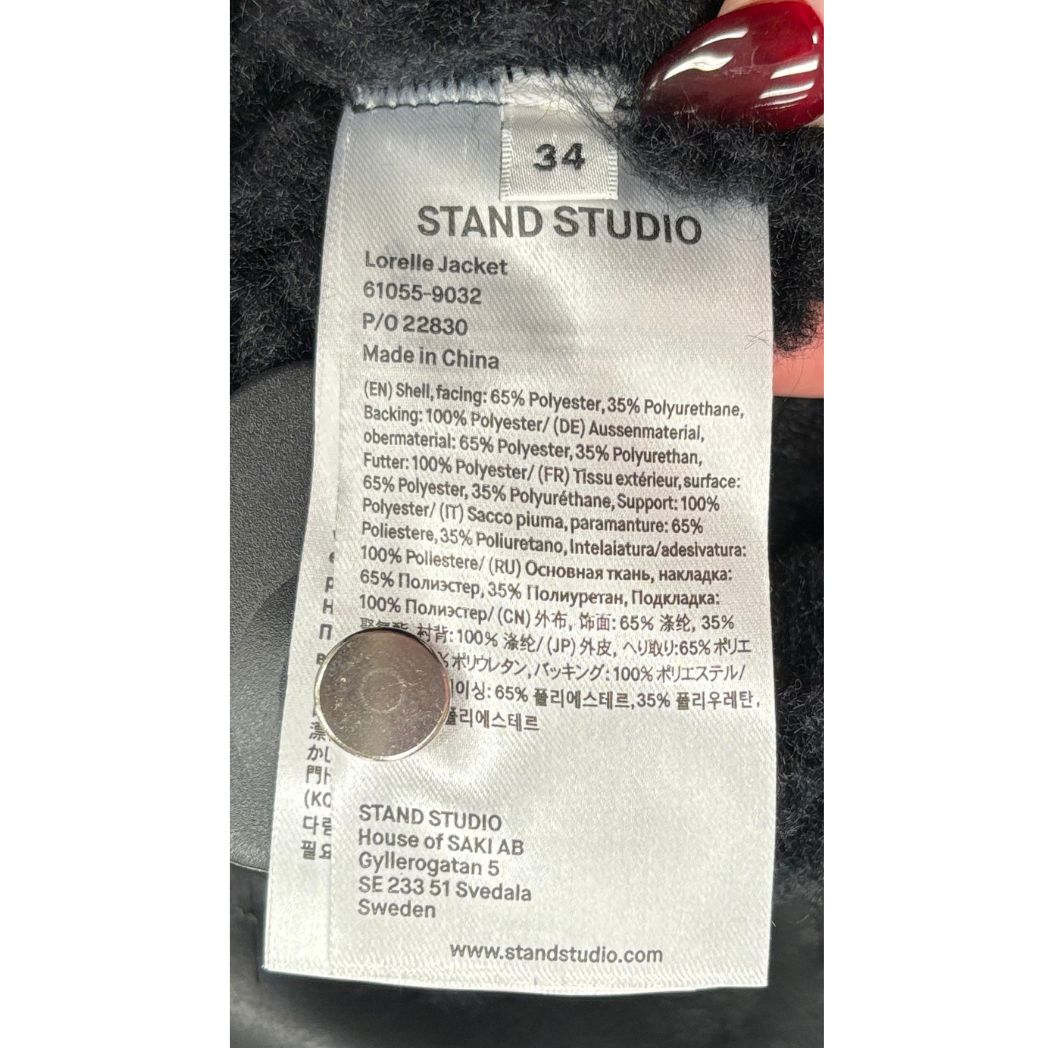 34
STAND STUDIO
Lorelle Jacket
61055-9032
P/O 22830
Made in China
(EN) Shell, facing: 65% Polyester, 35% Polyurethane,
Backing: 100% Polyester/ (DE) Aussenmaterial,
obermaterial: 65% Polyester, 35% Polyurethan,
Futter: 100% Polyester/ (FR) Tissu extérieur, surface:
65% Polyester, 35% Polyuréthane, Support: 100%
Polyester/ (IT) Sacco piuma, paramanture: 65%
Poliestere, 35% Poliuretano, Intelaiatura/adesivatura:
100% Poliestere/ (RU) Основная ткань, накладка:
65% Полиэстер, 35% Полиуретан, Подкладка:
100% Полиэстер/ (CN) 外布, 饰面: 65% 涤纶, 35%
衬背: 100% 涤纶/ (JP) 外皮, へり取り:65% ポリエ
% ポリウレタン, バッキング: 100% ポリエステル/
이싱: 65% 폴리에스테르, 35% 폴리우레탄,
폴리에스테르
STAND STUDIO
House of SAKI AB
Gyllerogatan 5
SE 233 51 Svedala
Sweden
www.standstudio.com